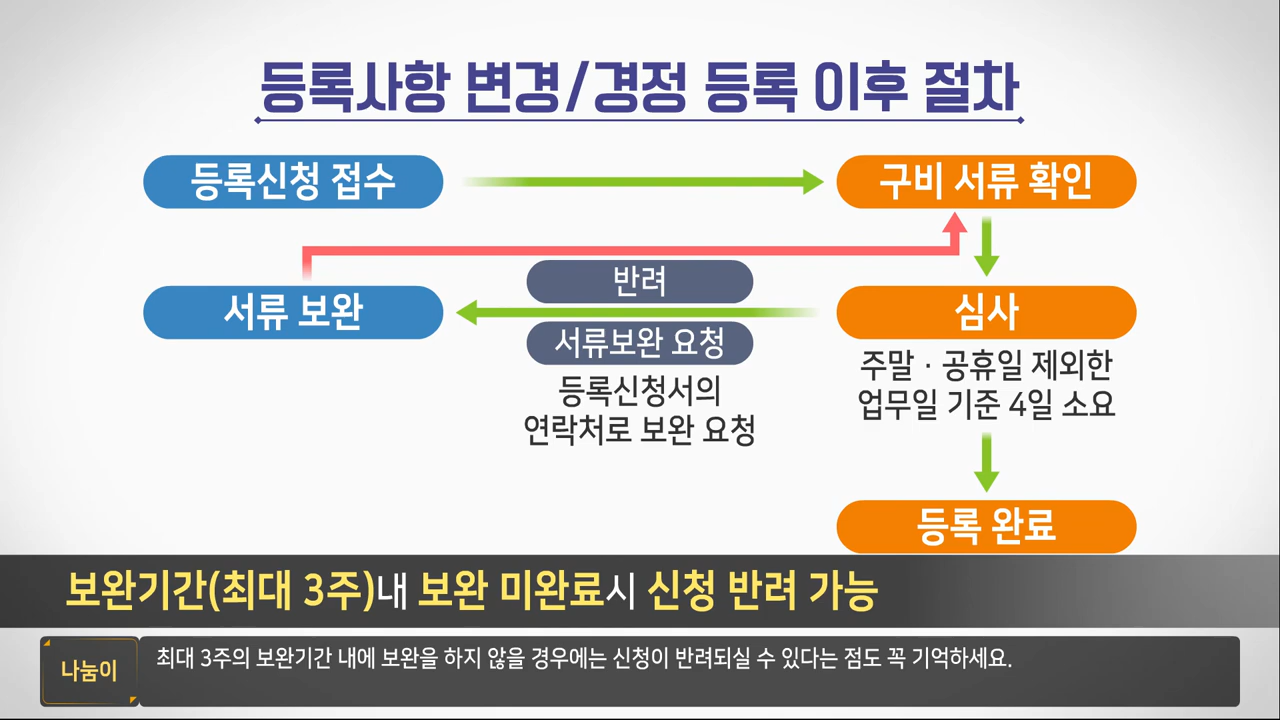 등록사항 변경/경정 등록 이후 절차
등록신청 접수
구비 서류 확인
반려
서류 보완
심사
서류보완 요청
등록신청서의
연락처로 보완 요청
주말 · 공휴일 제외한
업무일 기준 4일 소요
등록 완료
보완기간(최대 3주)내 보완 미완료시 신청 반려 가능
나눔이
최대 3주의 보완기간 내에 보완을 하지 않을 경우에는 신청이 반려되실 수 있다는 점도 꼭 기억하세요.